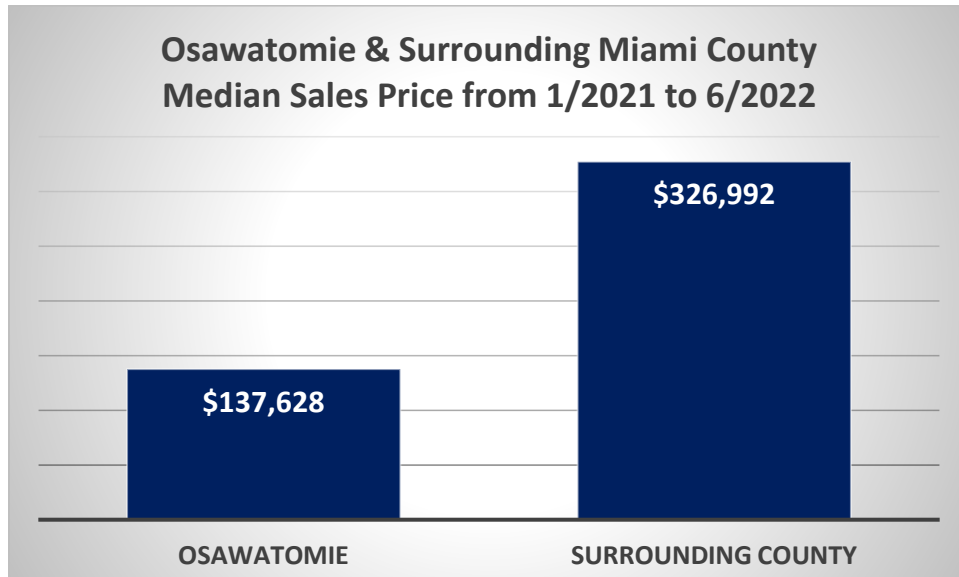 Osawatomie & Surrounding Miami County
Median Sales Price from 1/2021 to 6/2022
$326,992
$137,628
OSAWATOMIE
SURROUNDING COUNTY